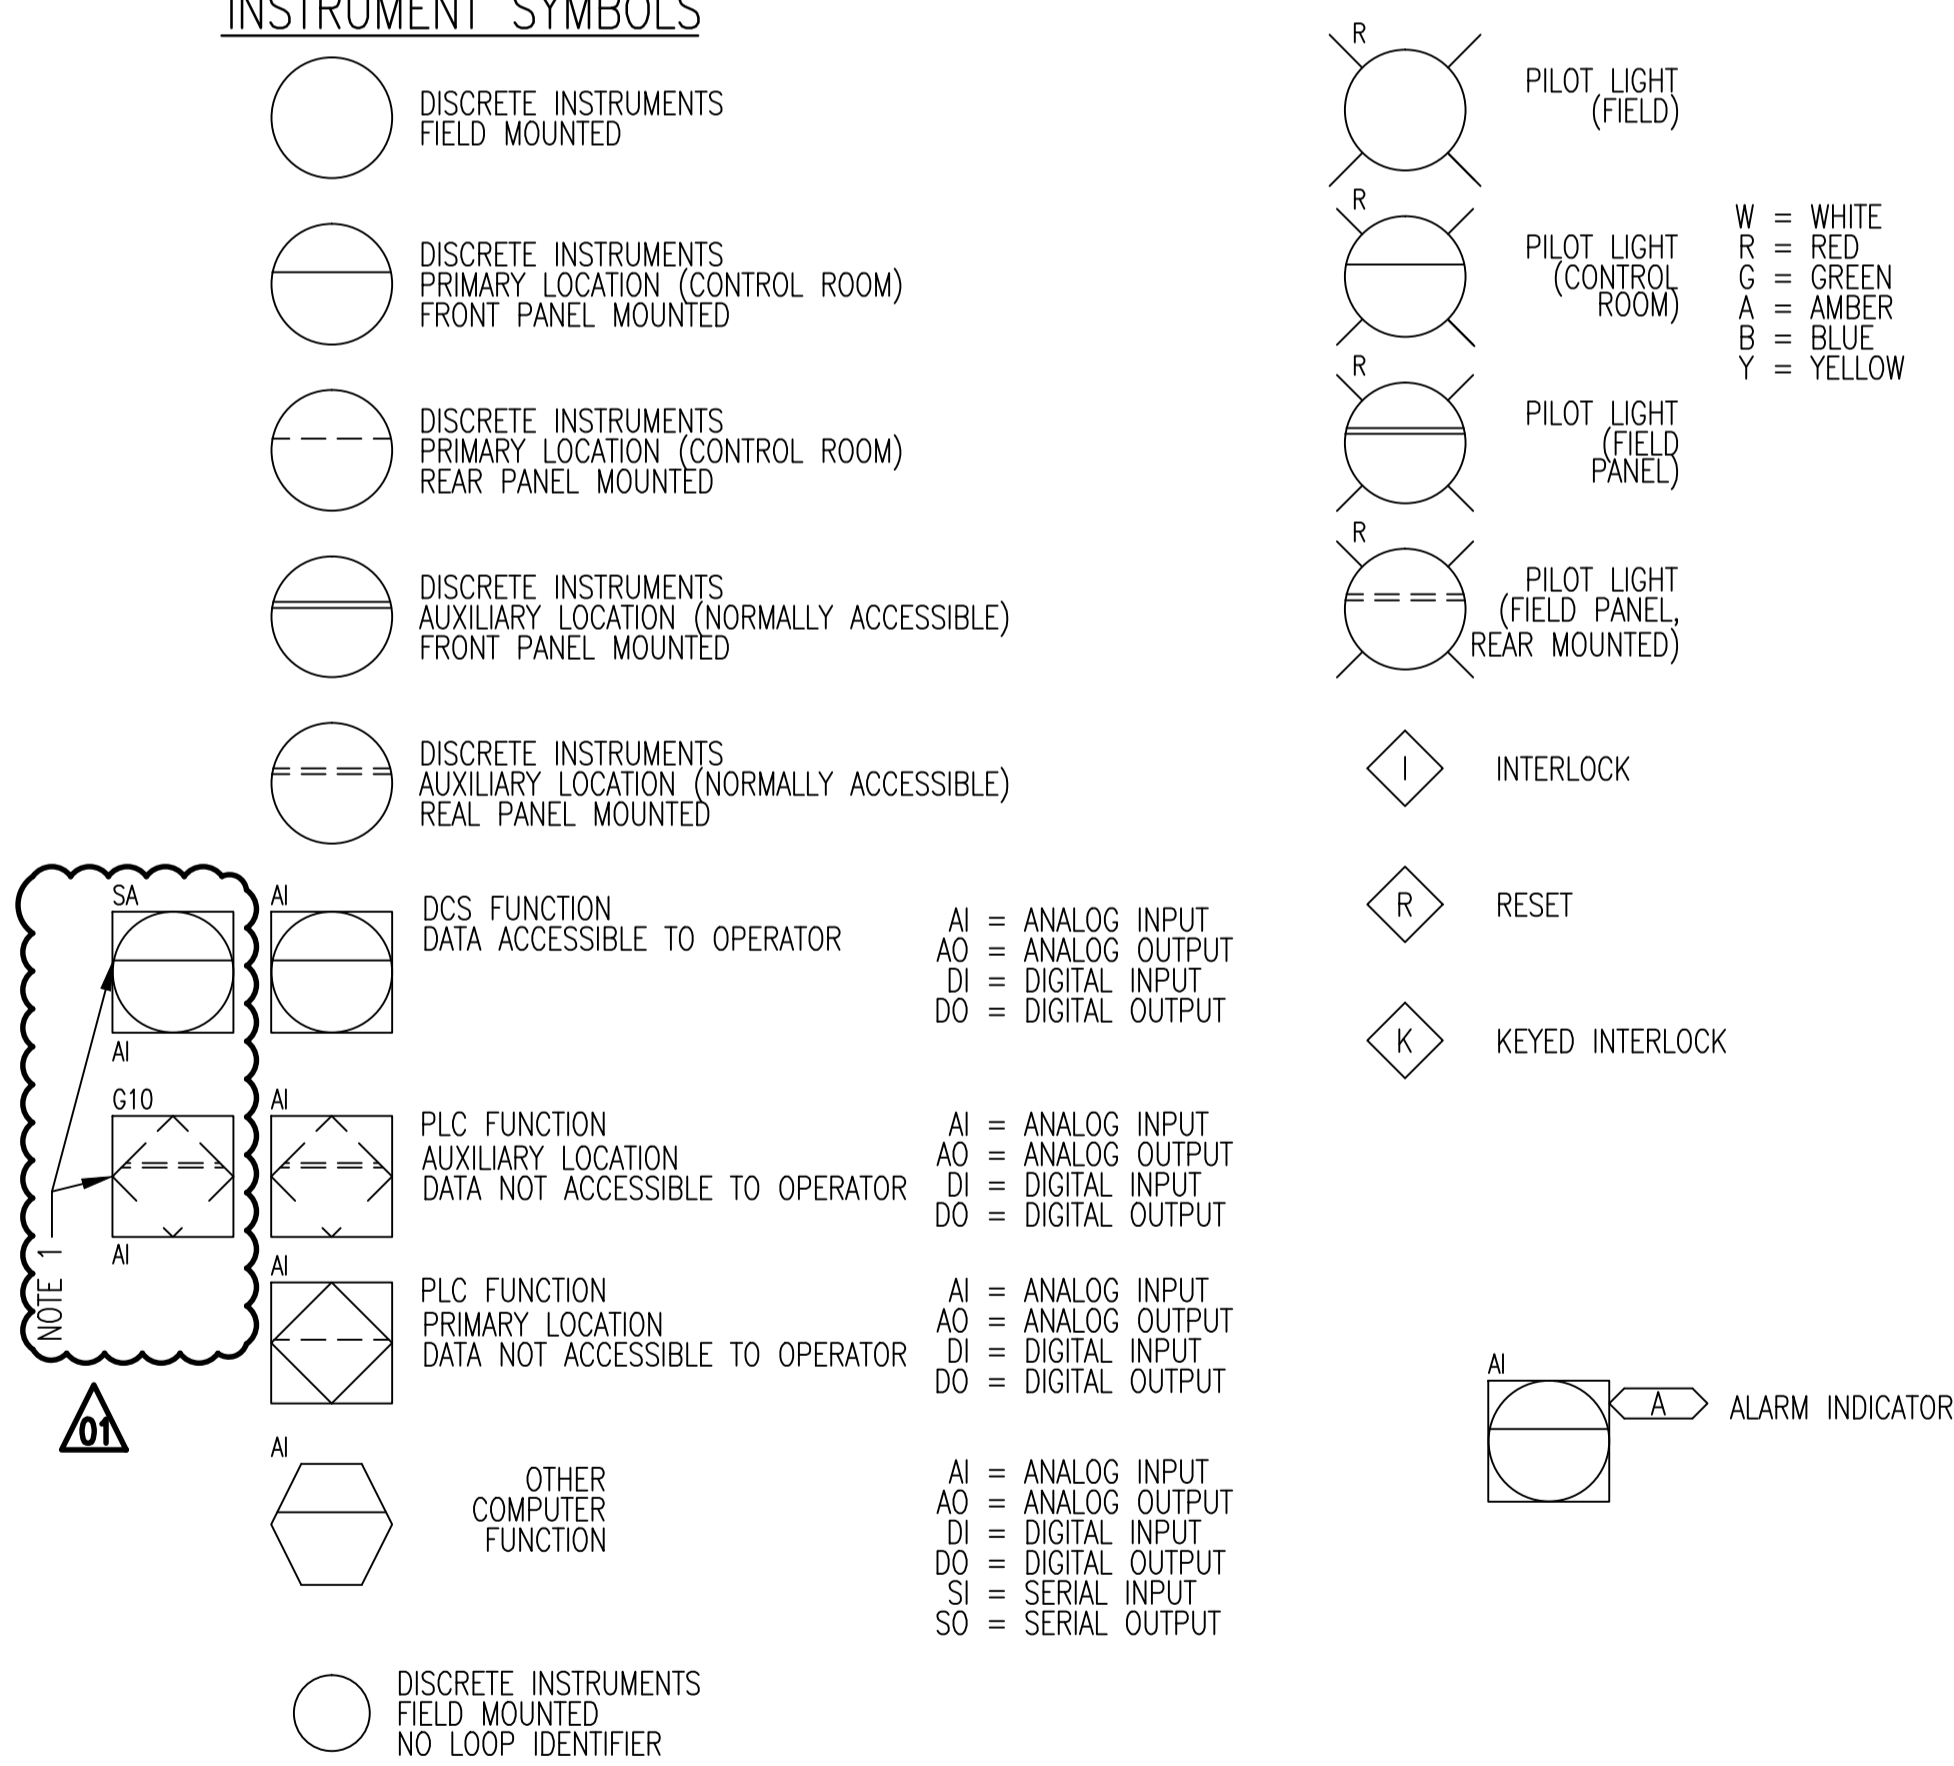 INSTRUMENT SYMBOLS
DISCRETE INSTRUMENTS
FIELD MOUNTED
DISCRETE INSTRUMENTS
PRIMARY LOCATION (CONTROL ROOM)
FRONT PANEL MOUNTED
DISCRETE INSTRUMENTS
PRIMARY LOCATION (CONTROL ROOM)
REAR PANEL MOUNTED
DISCRETE INSTRUMENTS
AUXILIARY LOCATION (NORMALLY ACCESSIBLE)
FRONT PANEL MOUNTED
DISCRETE INSTRUMENTS
AUXILIARY LOCATION (NORMALLY ACCESSIBLE)
REAL PANEL MOUNTED
SA
AI
AI
DCS FUNCTION
DATA ACCESSIBLE TO OPERATOR
AI = ANALOG INPUT
AO = ANALOG OUTPUT
DI = DIGITAL INPUT
DO = DIGITAL OUTPUT
G10
AI
NOTE 1
01
AI
PLC FUNCTION
AUXILIARY LOCATION
DATA NOT ACCESSIBLE TO OPERATOR
AI = ANALOG INPUT
AO = ANALOG OUTPUT
DI = DIGITAL INPUT
DO = DIGITAL OUTPUT
AI
PLC FUNCTION
PRIMARY LOCATION
DATA NOT ACCESSIBLE TO OPERATOR
AI = ANALOG INPUT
AO = ANALOG OUTPUT
DI = DIGITAL INPUT
DO = DIGITAL OUTPUT
AI
OTHER
COMPUTER
FUNCTION
AI = ANALOG INPUT
AO = ANALOG OUTPUT
DI = DIGITAL INPUT
DO = DIGITAL OUTPUT
SI = SERIAL INPUT
SO = SERIAL OUTPUT
DISCRETE INSTRUMENTS
FIELD MOUNTED
NO LOOP IDENTIFIER
R
PILOT LIGHT
(FIELD)
R
PILOT LIGHT
(CONTROL
ROOM)
W = WHITE
R = RED
G = GREEN
A = AMBER
B = BLUE
Y = YELLOW
R
PILOT LIGHT
(FIELD
PANEL)
R
PILOT LIGHT
(FIELD PANEL,
REAR MOUNTED)
I INTERLOCK
R RESET
K KEYED INTERLOCK
AI
A ALARM INDICATOR